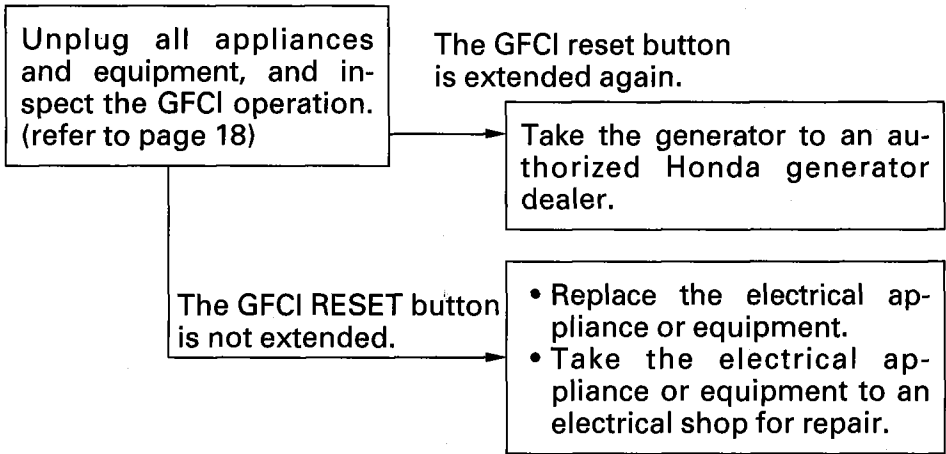 Unplug all appliances
and equipment, and in-
spect the GFCI operation.
(refer to page 18)
The GFCI reset button
is extended again.
Take the generator to an au-
thorized Honda generator
dealer.
The GFCI RESET button
is not extended.
• Replace the electrical ap-
pliance or equipment.
• Take the electrical ap-
pliance or equipment to an
electrical shop for repair.